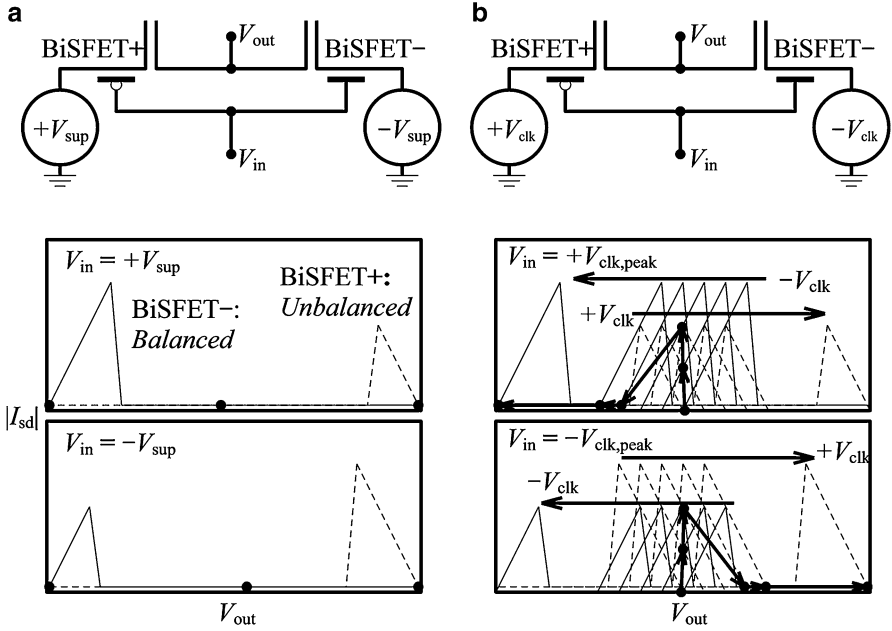 a
V_out
BiSFET+
BiSFET−
+V_sup
−V_sup
V_in
V_in = +V_sup
BiSFET−:
Balanced
BiSFET+:
Unbalanced
|I_sd|
V_in = −V_sup
V_out
b
V_out
BiSFET+
BiSFET−
+V_clk
−V_clk
V_in
V_in = +V_clk,peak
−V_clk
+V_clk
V_in = −V_clk,peak
+V_clk
−V_clk
V_out